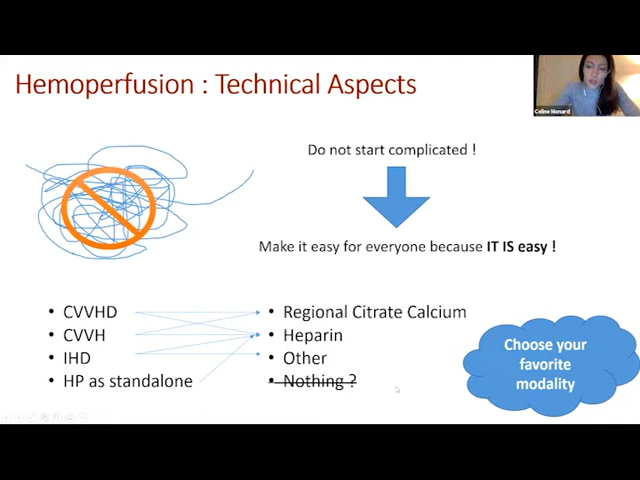 Hemoperfusion : Technical Aspects
Celine Monard
Do not start complicated !
Make it easy for everyone because IT IS easy !
• CVVHD
• CVVH
• IHD
• HP as standalone
• Regional Citrate Calcium
• Heparin
• Other
• Nothing ?
Choose your
favorite
modality